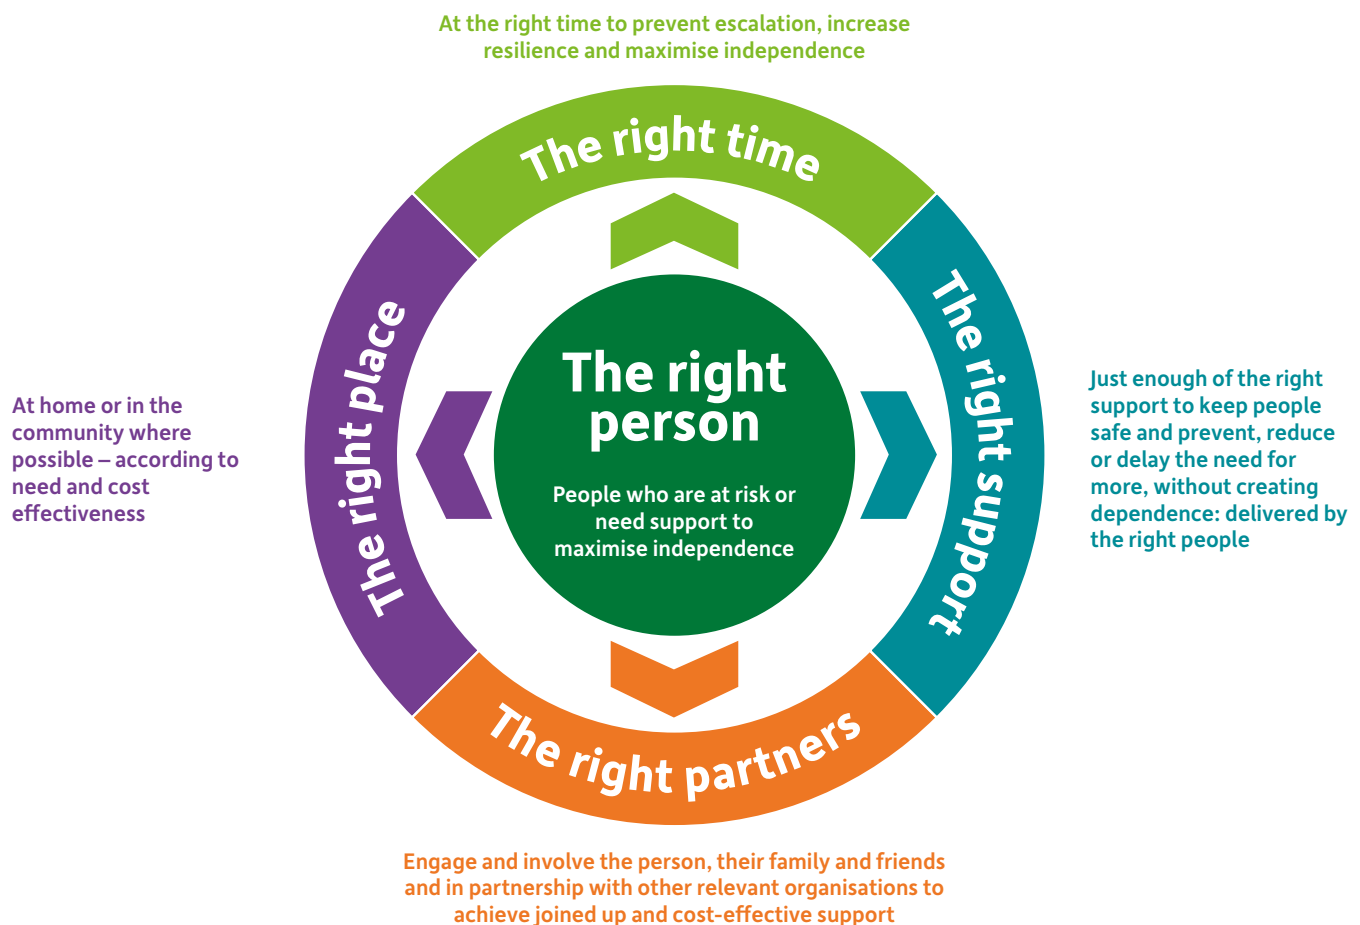 At the right time to prevent escalation, increase
resilience and maximise independence
The right time
The right place
At home or in the
community where
possible – according to
need and cost
effectiveness
The right
person
People who are at risk or
need support to
maximise independence
The right support
Just enough of the right
support to keep people
safe and prevent, reduce
or delay the need for
more, without creating
dependence: delivered by
the right people
The right partners
Engage and involve the person, their family and friends
and in partnership with other relevant organisations to
achieve joined up and cost-effective support